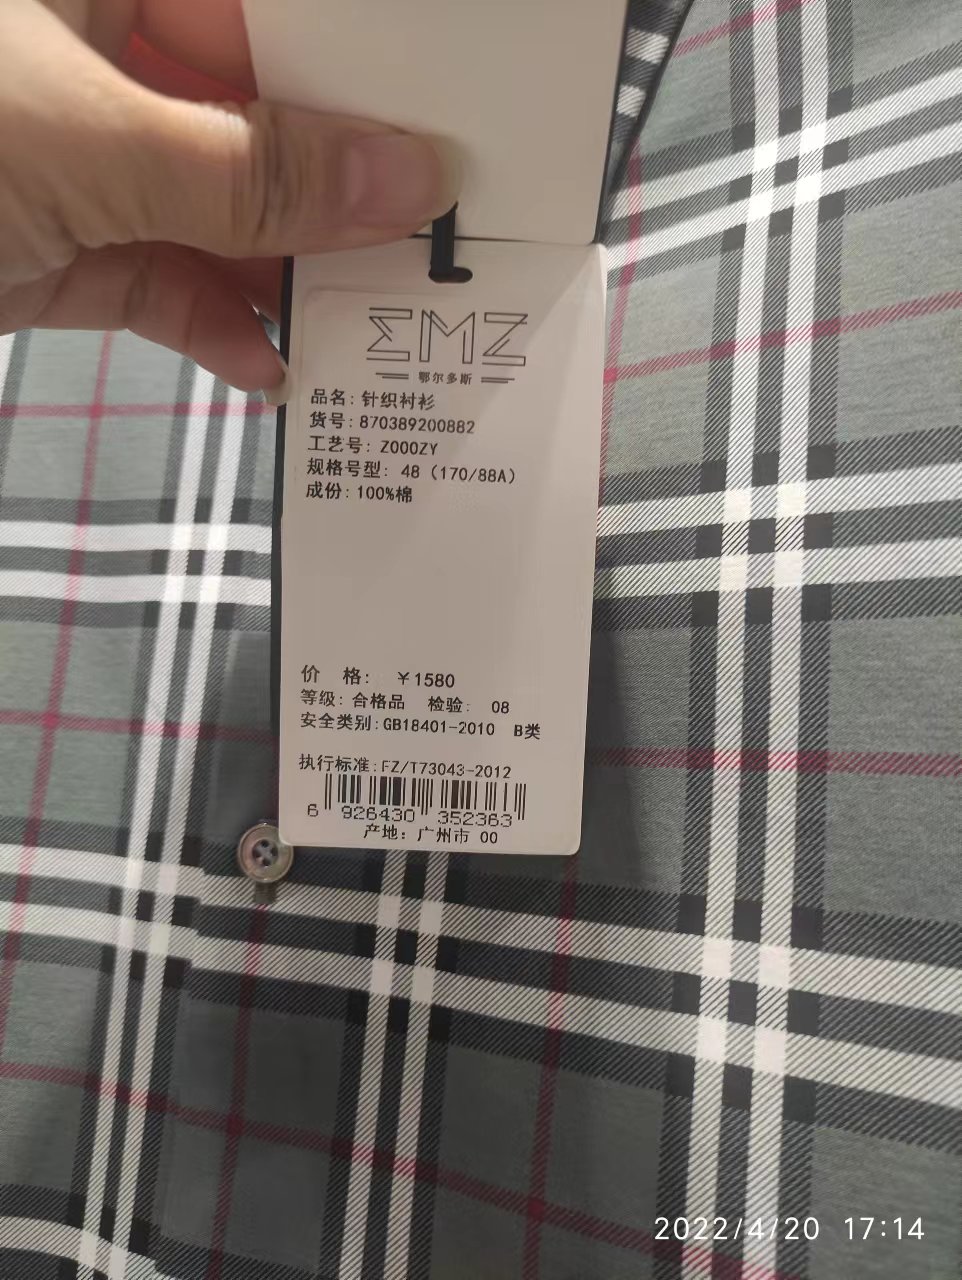 ΣMZ
鄂尔多斯
品名: 针织衬衫
货号: 870389200882
工艺号: Z000ZY
规格号型: 48 (170/88A)
成份: 100%棉
价 格: ¥1580
等级: 合格品 检验: 08
安全类别: GB18401-2010 B类
执行标准: FZ/T73043-2012
6 926430 352363
产地: 广州市 00
2022/4/20 17:14